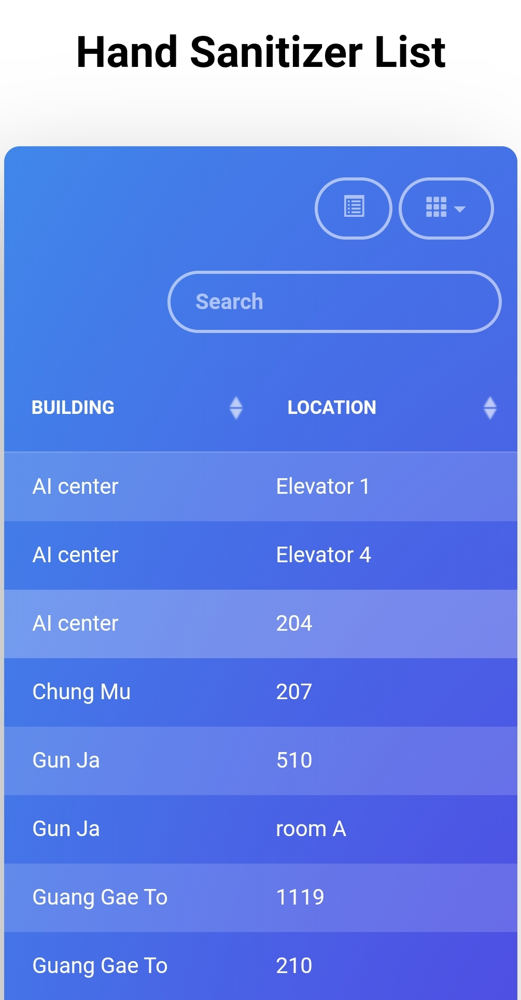 Hand Sanitizer List
Search
BUILDING LOCATION
AI center Elevator 1
AI center Elevator 4
AI center 204
Chung Mu 207
Gun Ja 510
Gun Ja room A
Guang Gae To 1119
Guang Gae To 210